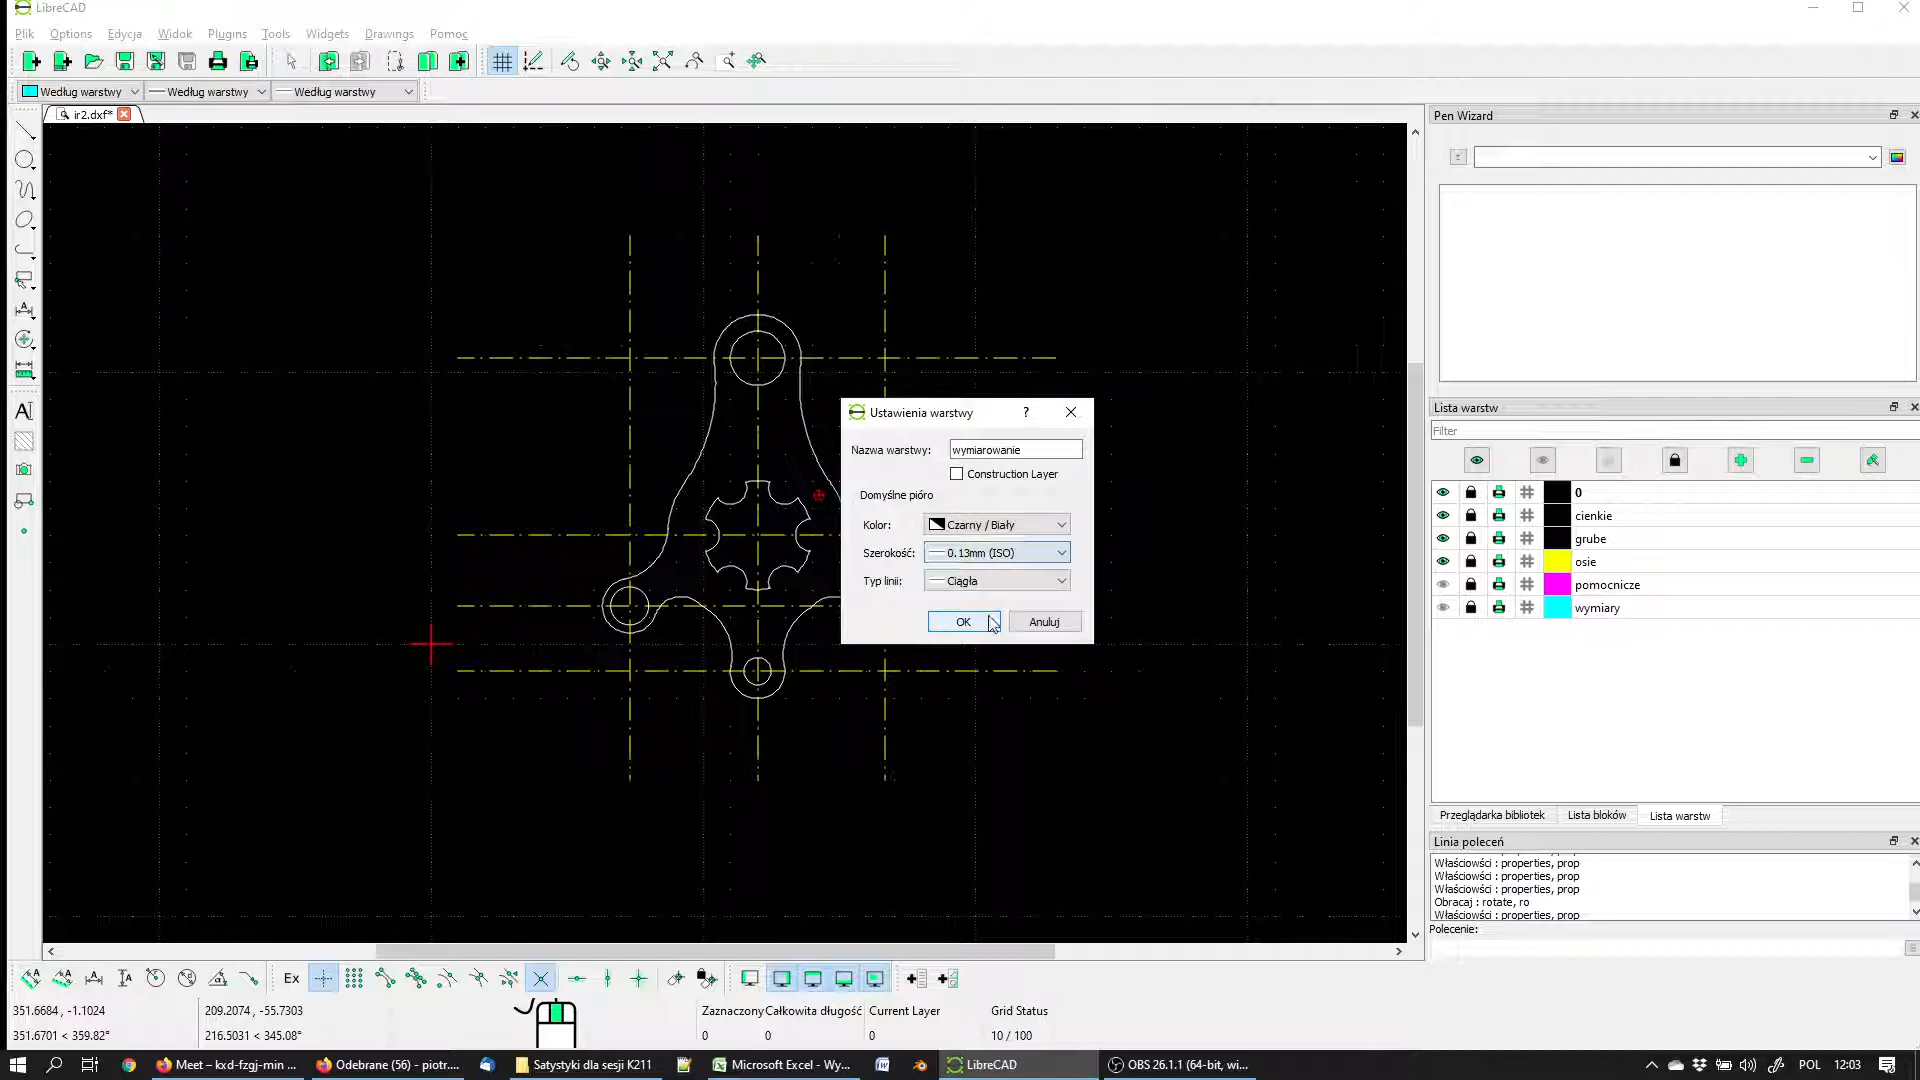 LibreCAD
Plik Options Edycja Widok Plugins Tools Widgets Drawings Pomoc
Według warstwy Według warstwy Według warstwy
ir2.dxf*
Pen Wizard
Ustawienia warstwy ?
Nazwa warstwy: wymiarowanie
Construction Layer
Domyślne pióro
Kolor: Czarny / Biały
Szerokość: 0.13mm (ISO)
Typ linii: Ciągła
OK Anuluj
Lista warstw
Filter
0
cienkie
grube
osie
pomocnicze
wymiary
Przeglądarka bibliotek Lista bloków Lista warstw
Linia poleceń
Właściowści : properties, prop
Właściowści : properties, prop
Właściowści : properties, prop
Obracaj : rotate, ro
Właściowści : properties, prop
Polecenie:
Ex
351.6684 , -1.1024 209.2074 , -55.7303 Zaznaczony Całkowita długość Current Layer Grid Status
351.6701 < 359.82° 216.5031 < 345.08° 0 0 0 10 / 100
Meet – kxd-fzgj-min ... Odebrane (56) - piotr.... Satystyki dla sesji K211 Microsoft Excel - Wy... LibreCAD OBS 26.1.1 (64-bit, wi... POL 12:03